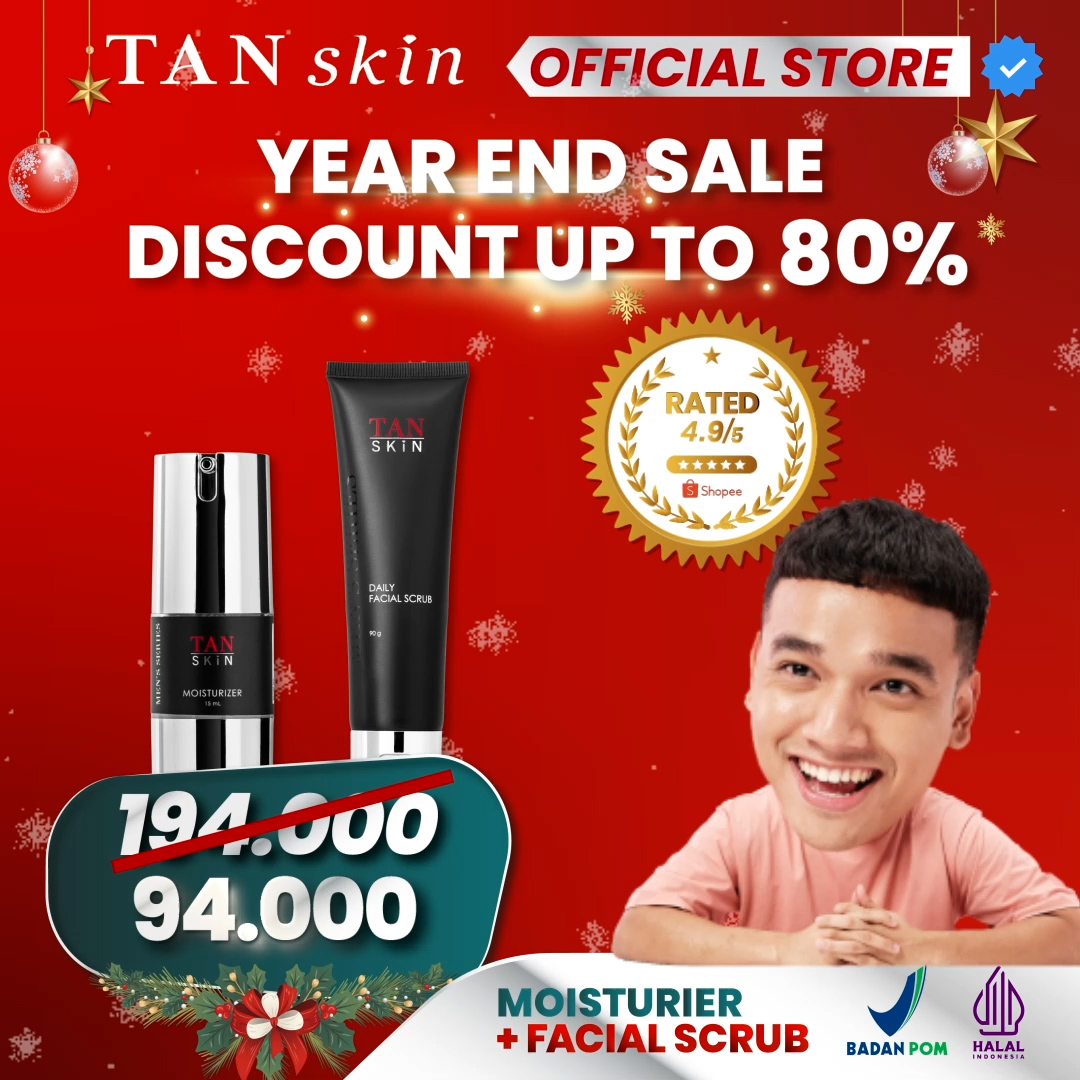 TAN skin
OFFICIAL STORE
YEAR END SALE
DISCOUNT UP TO 80%
RATED
4.9/5
Shopee
TAN
SKiN
DAILY
FACIAL SCRUB
90 g
MEN'S SERIES
TAN
SKiN
MOISTURIZER
15 mL
194.000
94.000
MOISTURIER
+ FACIAL SCRUB
BADAN POM
HALAL
INDONESIA